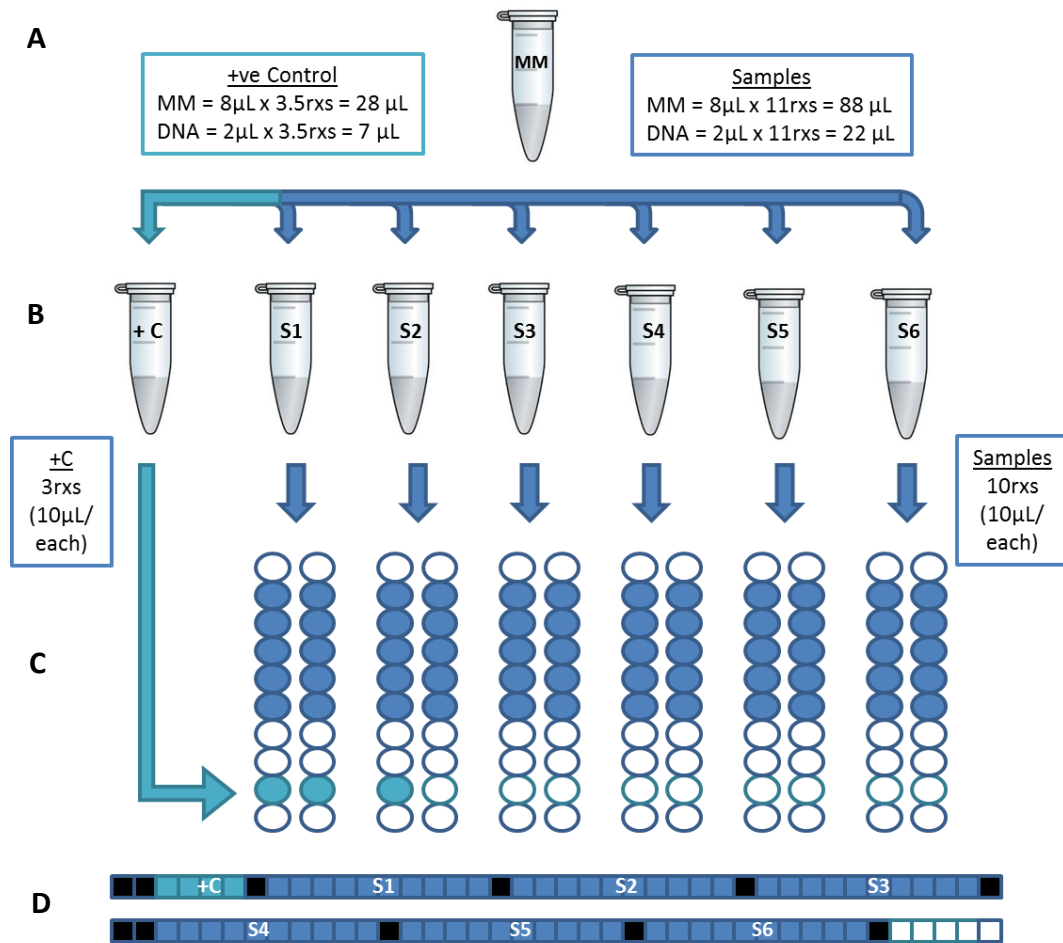 A
MM
+ve Control
MM = 8µL x 3.5rxs = 28 µL
DNA = 2µL x 3.5rxs = 7 µL
Samples
MM = 8µL x 11rxs = 88 µL
DNA = 2µL x 11rxs = 22 µL
B
+ C
S1
S2
S3
S4
S5
S6
+C
3rxs
(10µL/
each)
Samples
10rxs
(10µL/
each)
C
D
+C
S1
S2
S3
S4
S5
S6